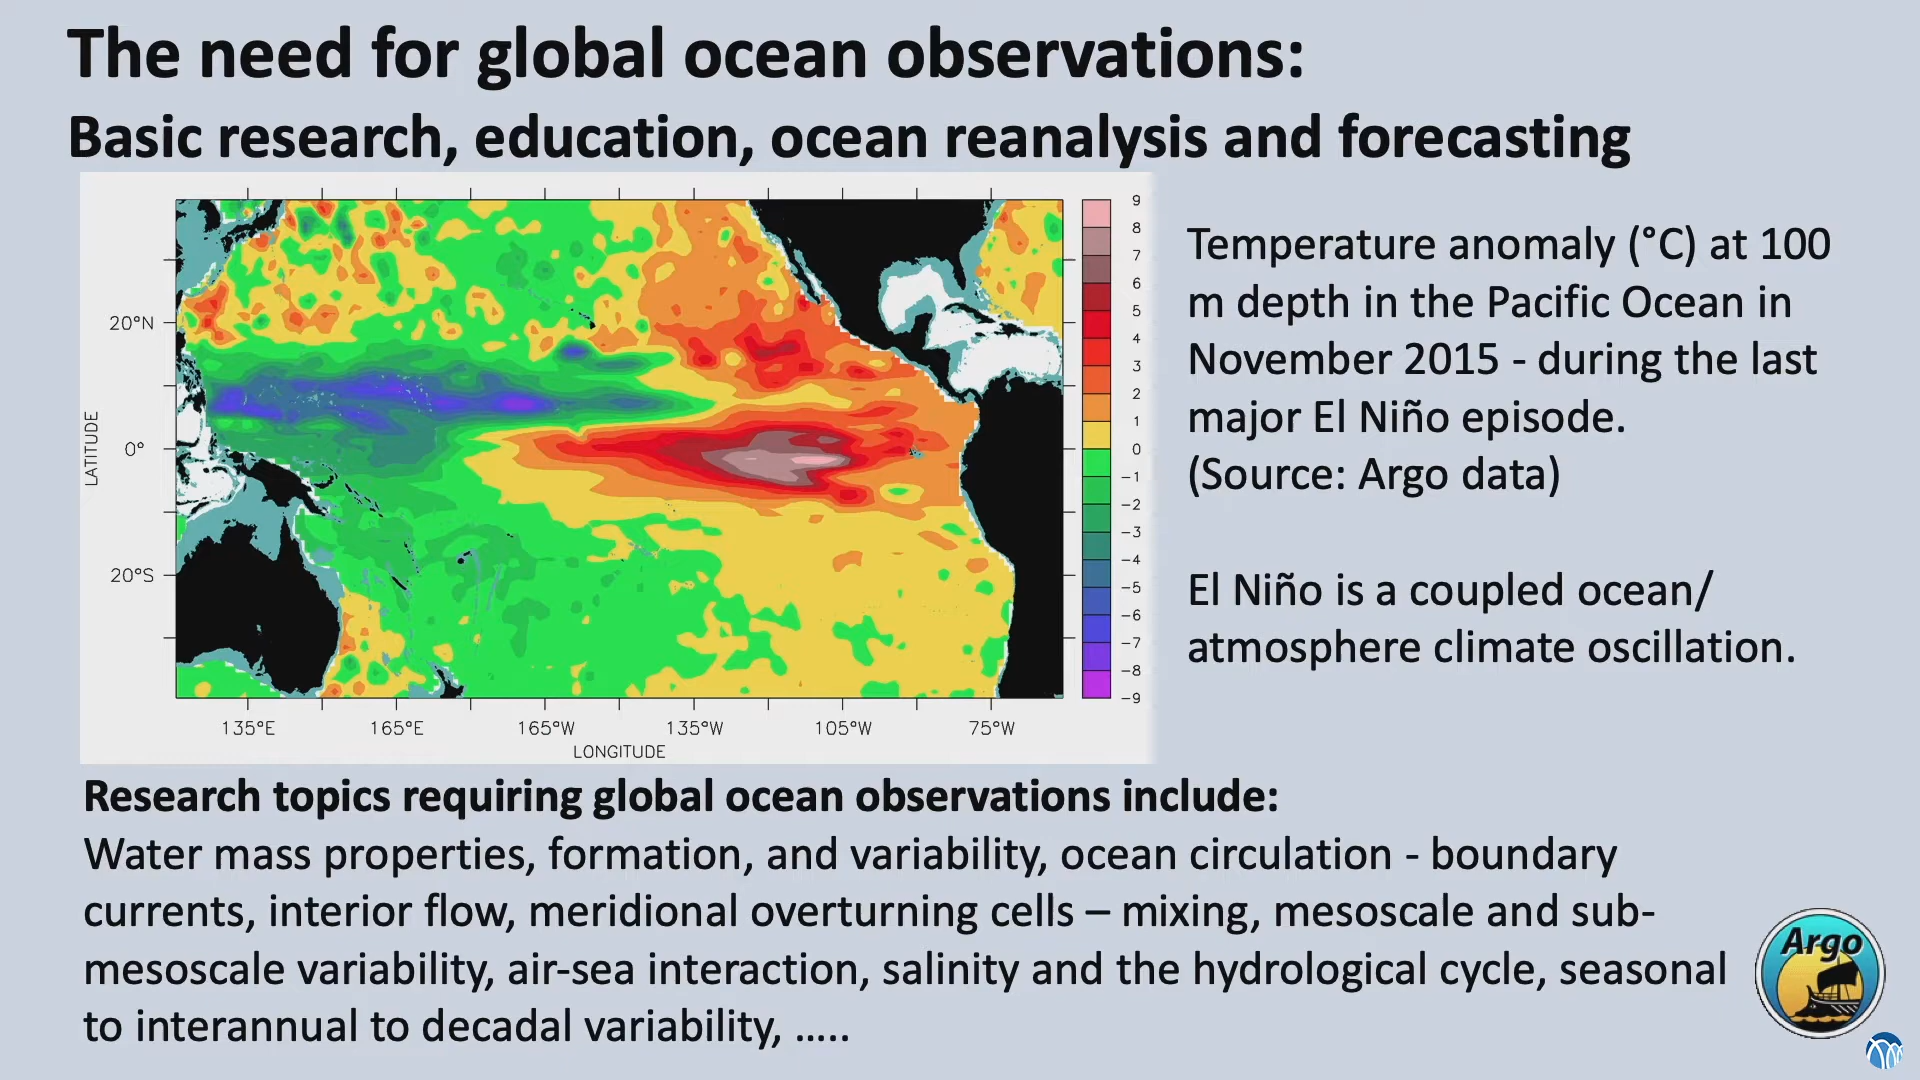 The need for global ocean observations:
Basic research, education, ocean reanalysis and forecasting
LATITUDE
20°N
0°
20°S
135°E
165°E
165°W
135°W
105°W
75°W
LONGITUDE
9
8
7
6
5
4
3
2
1
0
−1
−2
−3
−4
−5
−6
−7
−8
−9
Temperature anomaly (°C) at 100
m depth in the Pacific Ocean in
November 2015 - during the last
major El Niño episode.
(Source: Argo data)
El Niño is a coupled ocean/
atmosphere climate oscillation.
Research topics requiring global ocean observations include:
Water mass properties, formation, and variability, ocean circulation - boundary
currents, interior flow, meridional overturning cells – mixing, mesoscale and sub-
mesoscale variability, air-sea interaction, salinity and the hydrological cycle, seasonal
to interannual to decadal variability, .....
Argo